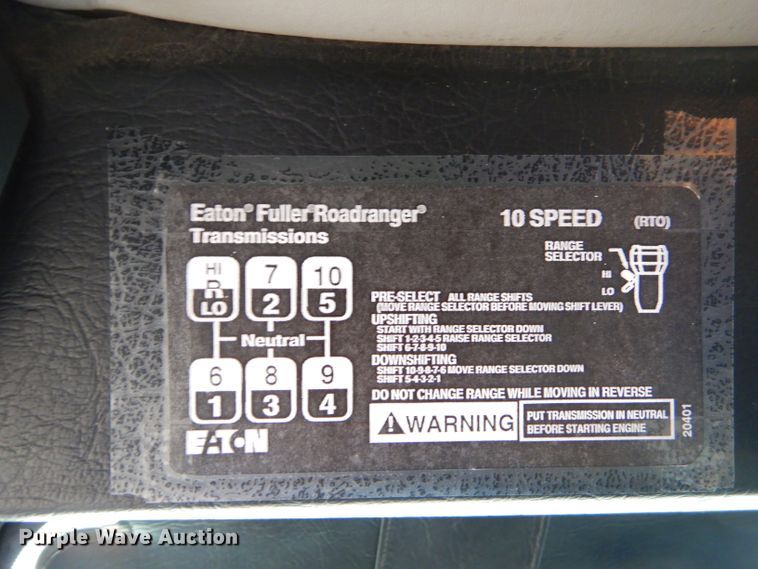 Eaton® Fuller® Roadranger®
Transmissions
10 SPEED (RTO)
RANGE
SELECTOR
HI
LO
HI 7 10
R 2 5
LO
Neutral
6 8 9
1 3 4
EATON
PRE-SELECT ALL RANGE SHIFTS
(MOVE RANGE SELECTOR BEFORE MOVING SHIFT LEVER)
UPSHIFTING
START WITH RANGE SELECTOR DOWN
SHIFT 1-2-3-4-5 RAISE RANGE SELECTOR
SHIFT 6-7-8-9-10
DOWNSHIFTING
SHIFT 10-9-8-7-6 MOVE RANGE SELECTOR DOWN
SHIFT 5-4-3-2-1
DO NOT CHANGE RANGE WHILE MOVING IN REVERSE
WARNING
PUT TRANSMISSION IN NEUTRAL
BEFORE STARTING ENGINE
20401
Purple Wave Auction